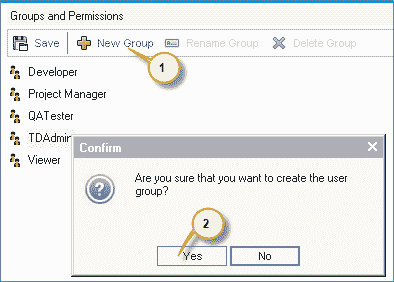 Groups and Permissions
Save New Group Rename Group Delete Group
1
Developer
Project Manager
QATester
TDAdmin
Viewer
Confirm
Are you sure that you want to create the user
group?
2
Yes No